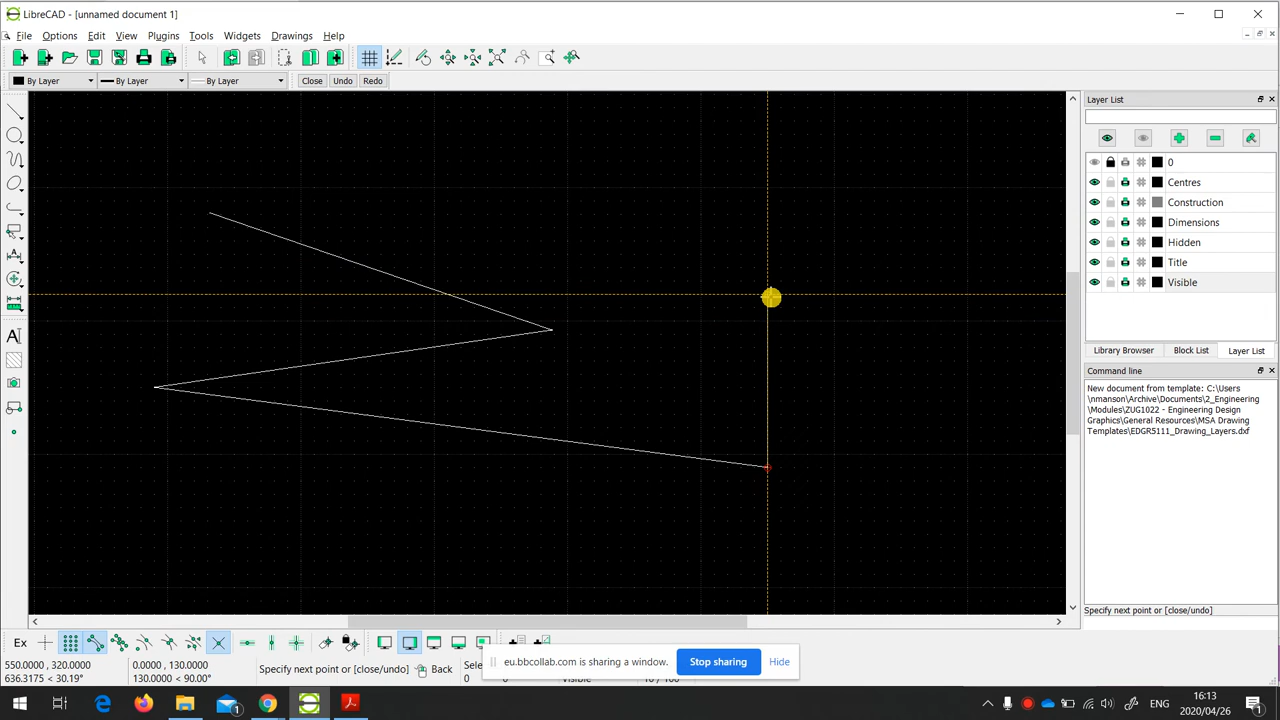 LibreCAD - [unnamed document 1]
File Options Edit View Plugins Tools Widgets Drawings Help
By Layer By Layer By Layer Close Undo Redo
Layer List
0
Centres
Construction
Dimensions
Hidden
Title
Visible
Library Browser Block List Layer List
Command line
New document from template: C:\Users
\nmanson\Archive\Documents\2_Engineering
\Modules\ZUG1022 - Engineering Design
Graphics\General Resources\MSA Drawing
Templates\EDGR5111_Drawing_Layers.dxf
Specify next point or [close/undo]
Ex
550.0000 , 320.0000 0.0000 , 130.0000
636.3175 < 30.19° 130.0000 < 90.00°
Specify next point or [close/undo] Back
0
eu.bbcollab.com is sharing a window. Stop sharing Hide
1
ENG
16:13
2020/04/26
1